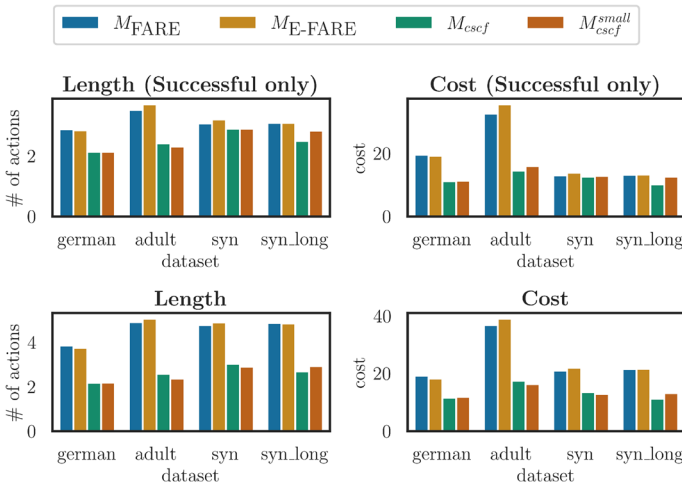 M_FARE M_E-FARE M_cscf M_cscf^small
Length (Successful only)
# of actions
2
0
german adult syn syn_long
dataset
Cost (Successful only)
cost
20
0
german adult syn syn_long
dataset
Length
# of actions
4
2
0
german adult syn syn_long
dataset
Cost
cost
40
20
0
german adult syn syn_long
dataset